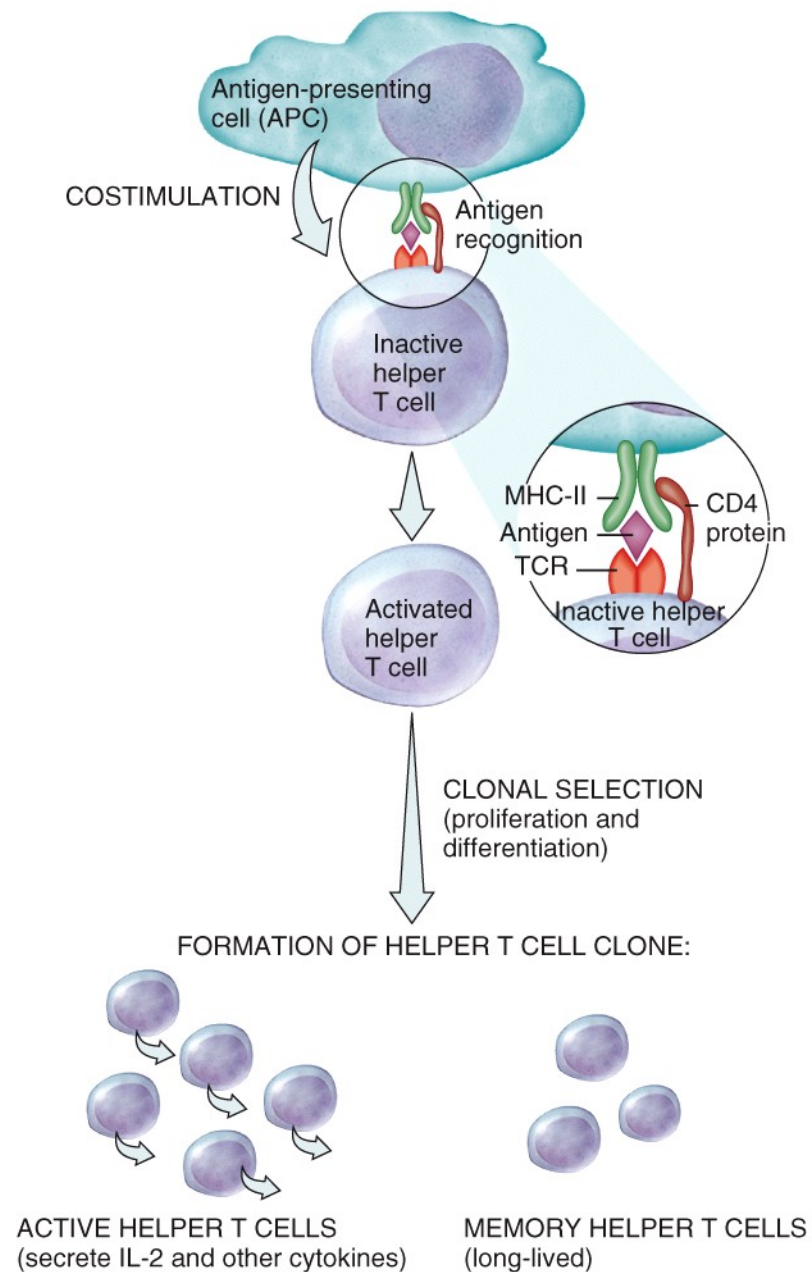 Antigen-presenting
cell (APC)
COSTIMULATION
Antigen
recognition
Inactive
helper
T cell
MHC-II
CD4
protein
Antigen
TCR
Inactive helper
T cell
Activated
helper
T cell
CLONAL SELECTION
(proliferation and
differentiation)
FORMATION OF HELPER T CELL CLONE:
ACTIVE HELPER T CELLS
(secrete IL-2 and other cytokines)
MEMORY HELPER T CELLS
(long-lived)